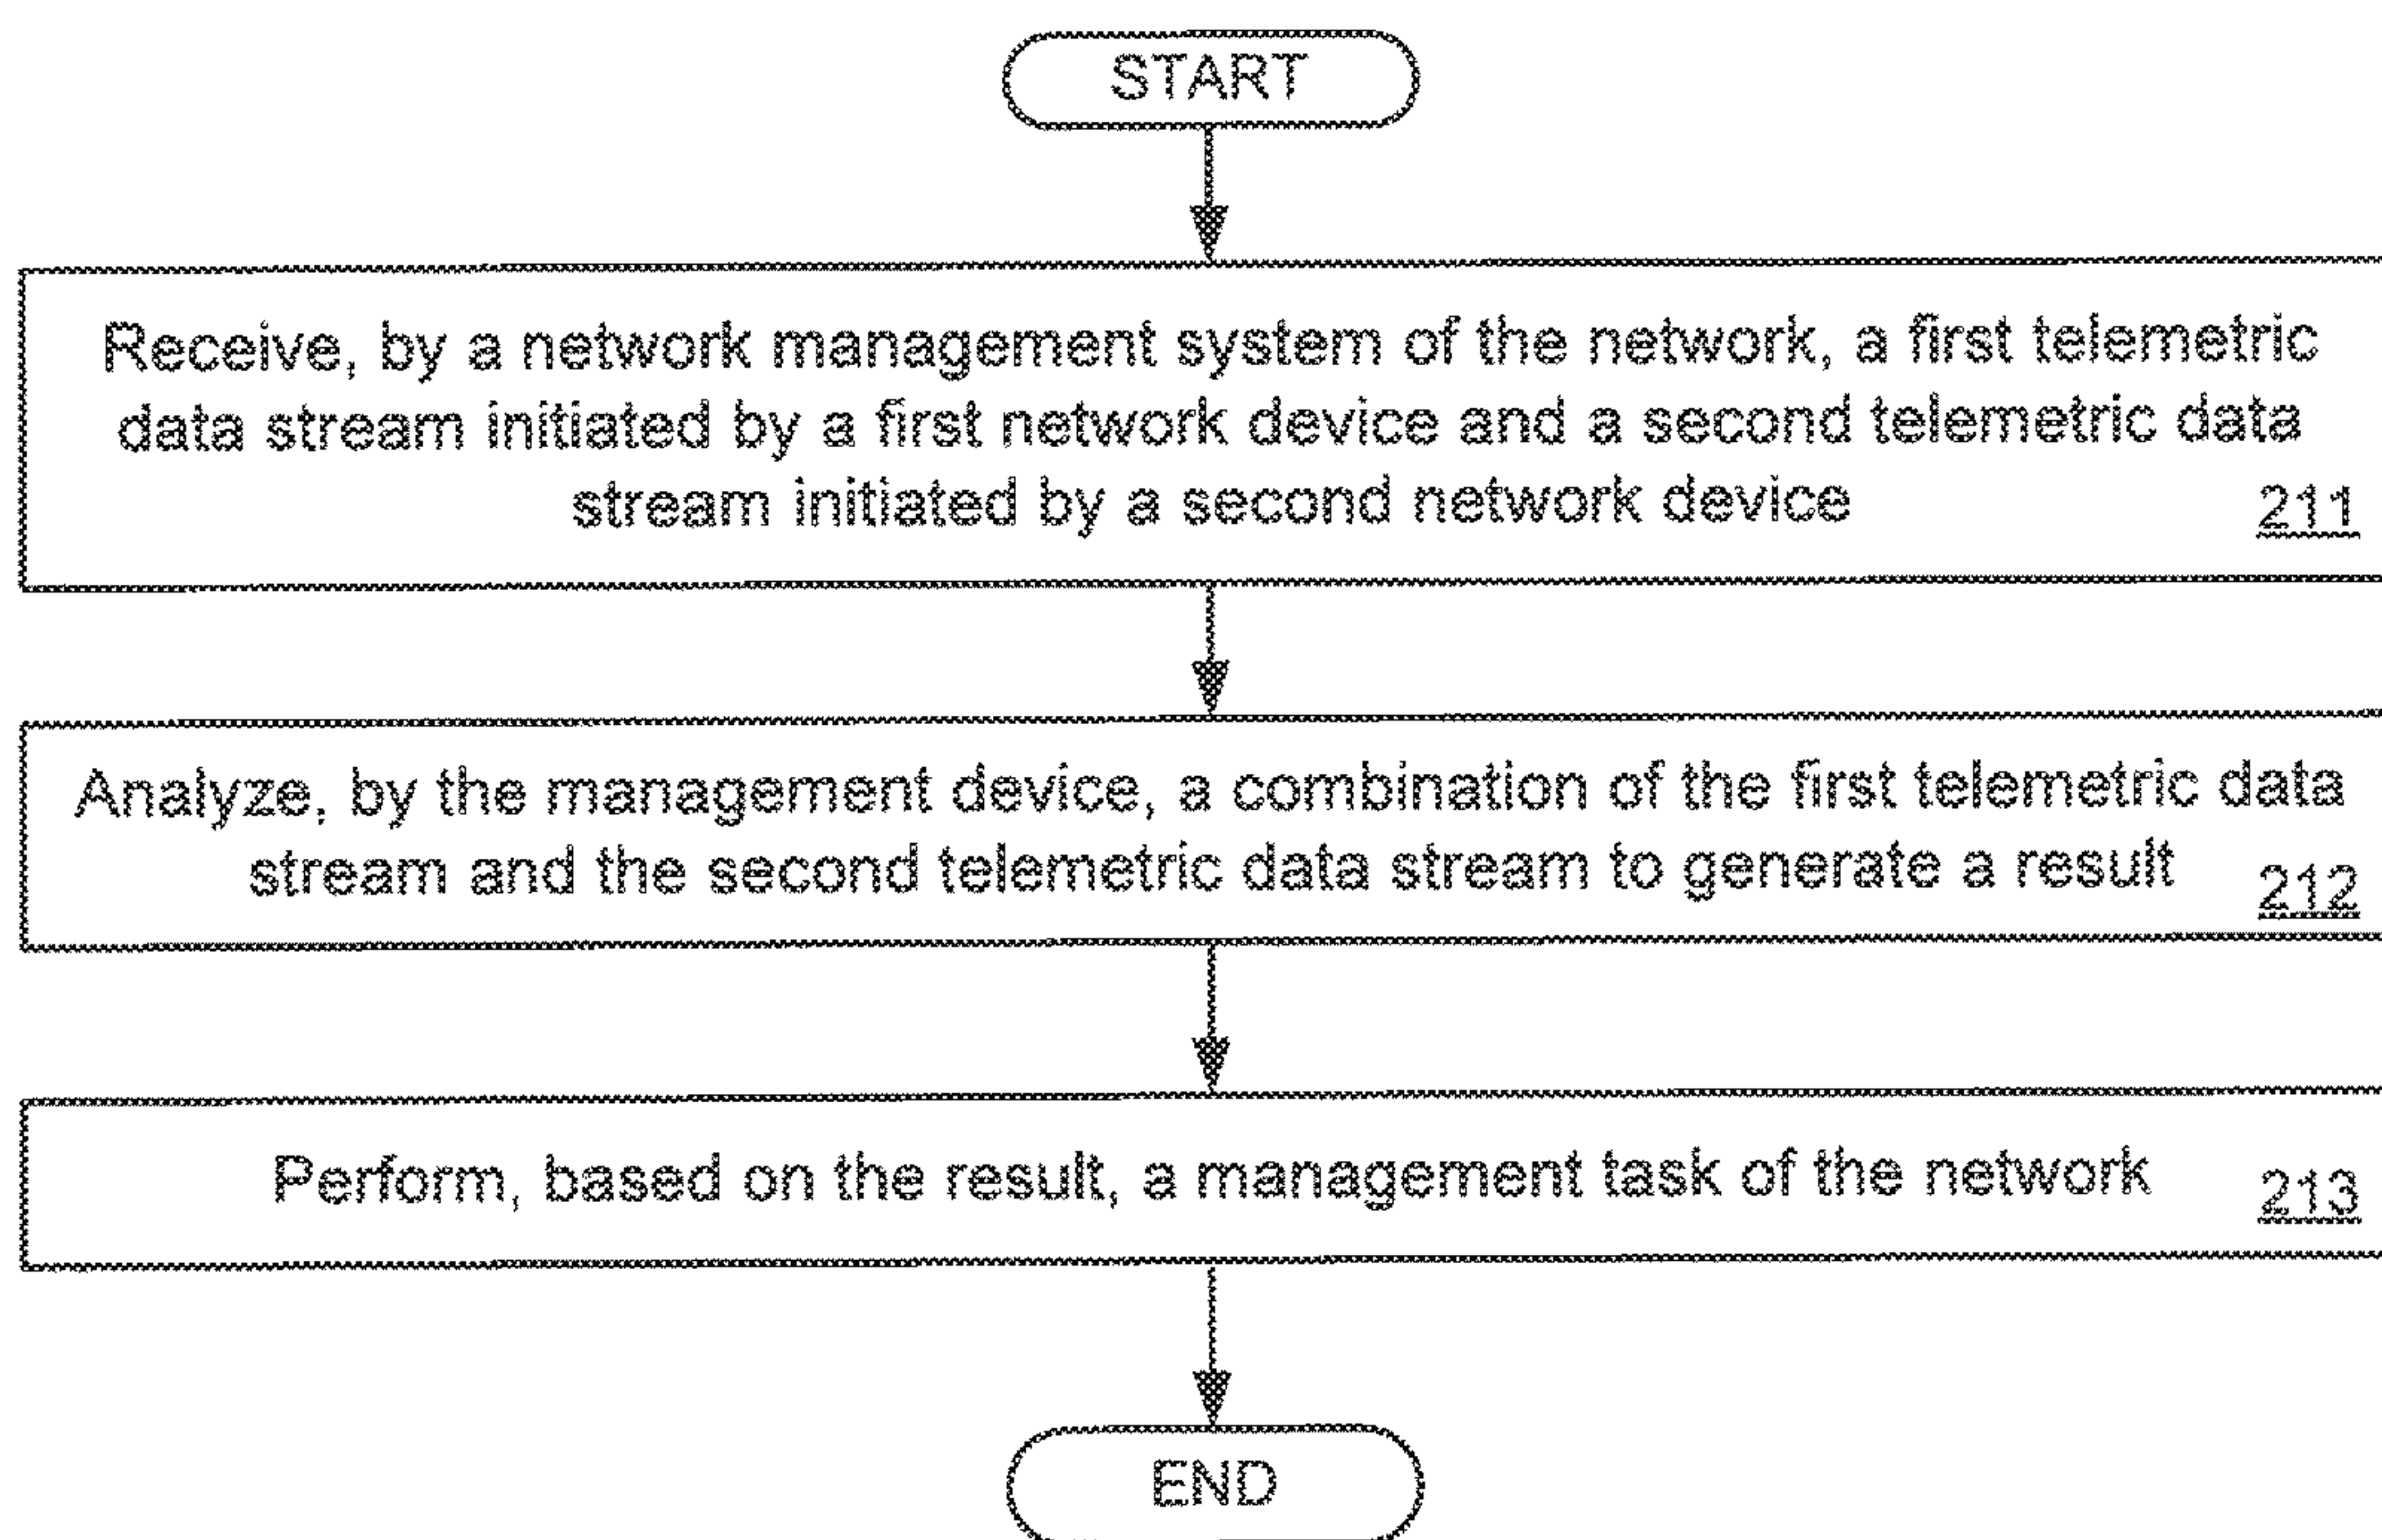 START
Receive, by a network management system of the network, a first telemetric
data stream initiated by a first network device and a second telemetric data
stream initiated by a second network device 211
Analyze, by the management device, a combination of the first telemetric data
stream and the second telemetric data stream to generate a result 212
Perform, based on the result, a management task of the network 213
END